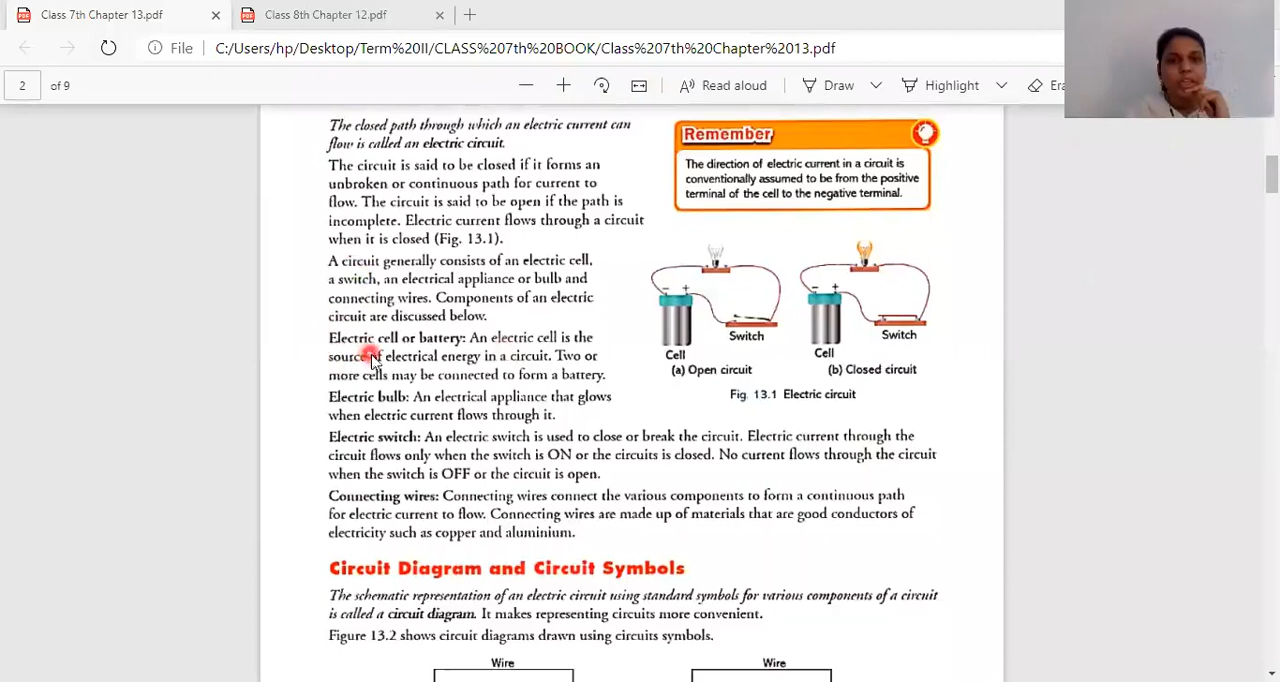 Class 7th Chapter 13.pdf
Class 8th Chapter 12.pdf
File
C:/Users/hp/Desktop/Term%20II/CLASS%207th%20BOOK/Class%207th%20Chapter%2013.pdf
2
of 9
Read aloud
Draw
Highlight
Era
The closed path through which an electric current can
flow is called an electric circuit.
The circuit is said to be closed if it forms an
unbroken or continuous path for current to
flow. The circuit is said to be open if the path is
incomplete. Electric current flows through a circuit
when it is closed (Fig. 13.1).
A circuit generally consists of an electric cell,
a switch, an electrical appliance or bulb and
connecting wires. Components of an electric
circuit are discussed below.
Electric cell or battery: An electric cell is the
source of electrical energy in a circuit. Two or
more cells may be connected to form a battery.
Electric bulb: An electrical appliance that glows
when electric current flows through it.
Remember
The direction of electric current in a circuit is
conventionally assumed to be from the positive
terminal of the cell to the negative terminal.
− +
Switch
Cell
(a) Open circuit
− +
Switch
Cell
(b) Closed circuit
Fig. 13.1 Electric circuit
Electric switch: An electric switch is used to close or break the circuit. Electric current through the
circuit flows only when the switch is ON or the circuits is closed. No current flows through the circuit
when the switch is OFF or the circuit is open.
Connecting wires: Connecting wires connect the various components to form a continuous path
for electric current to flow. Connecting wires are made up of materials that are good conductors of
electricity such as copper and aluminium.
Circuit Diagram and Circuit Symbols
The schematic representation of an electric circuit using standard symbols for various components of a circuit
is called a circuit diagram. It makes representing circuits more convenient.
Figure 13.2 shows circuit diagrams drawn using circuits symbols.
Wire
Wire